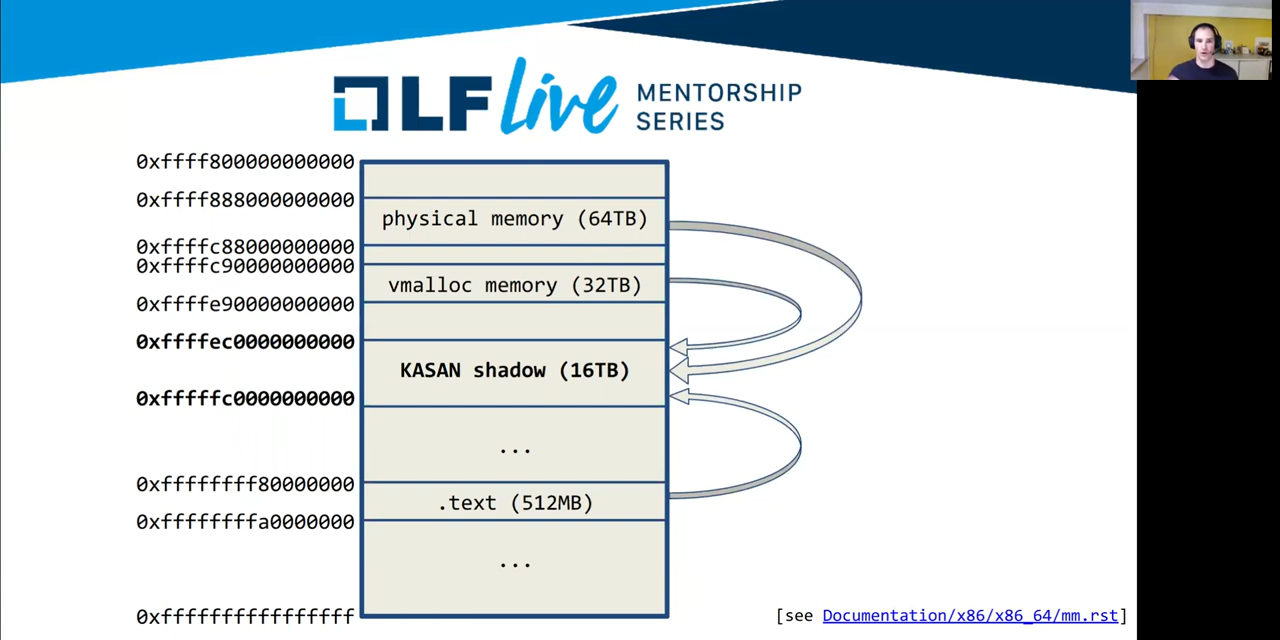 LF Live MENTORSHIP
SERIES
0xffff800000000000
0xffff888000000000
physical memory (64TB)
0xffffc88000000000
0xffffc90000000000
vmalloc memory (32TB)
0xffffe90000000000
0xffffec0000000000
KASAN shadow (16TB)
0xfffffc0000000000
...
0xffffffff80000000
.text (512MB)
0xffffffffa0000000
...
0xffffffffffffffff
[see Documentation/x86/x86_64/mm.rst]